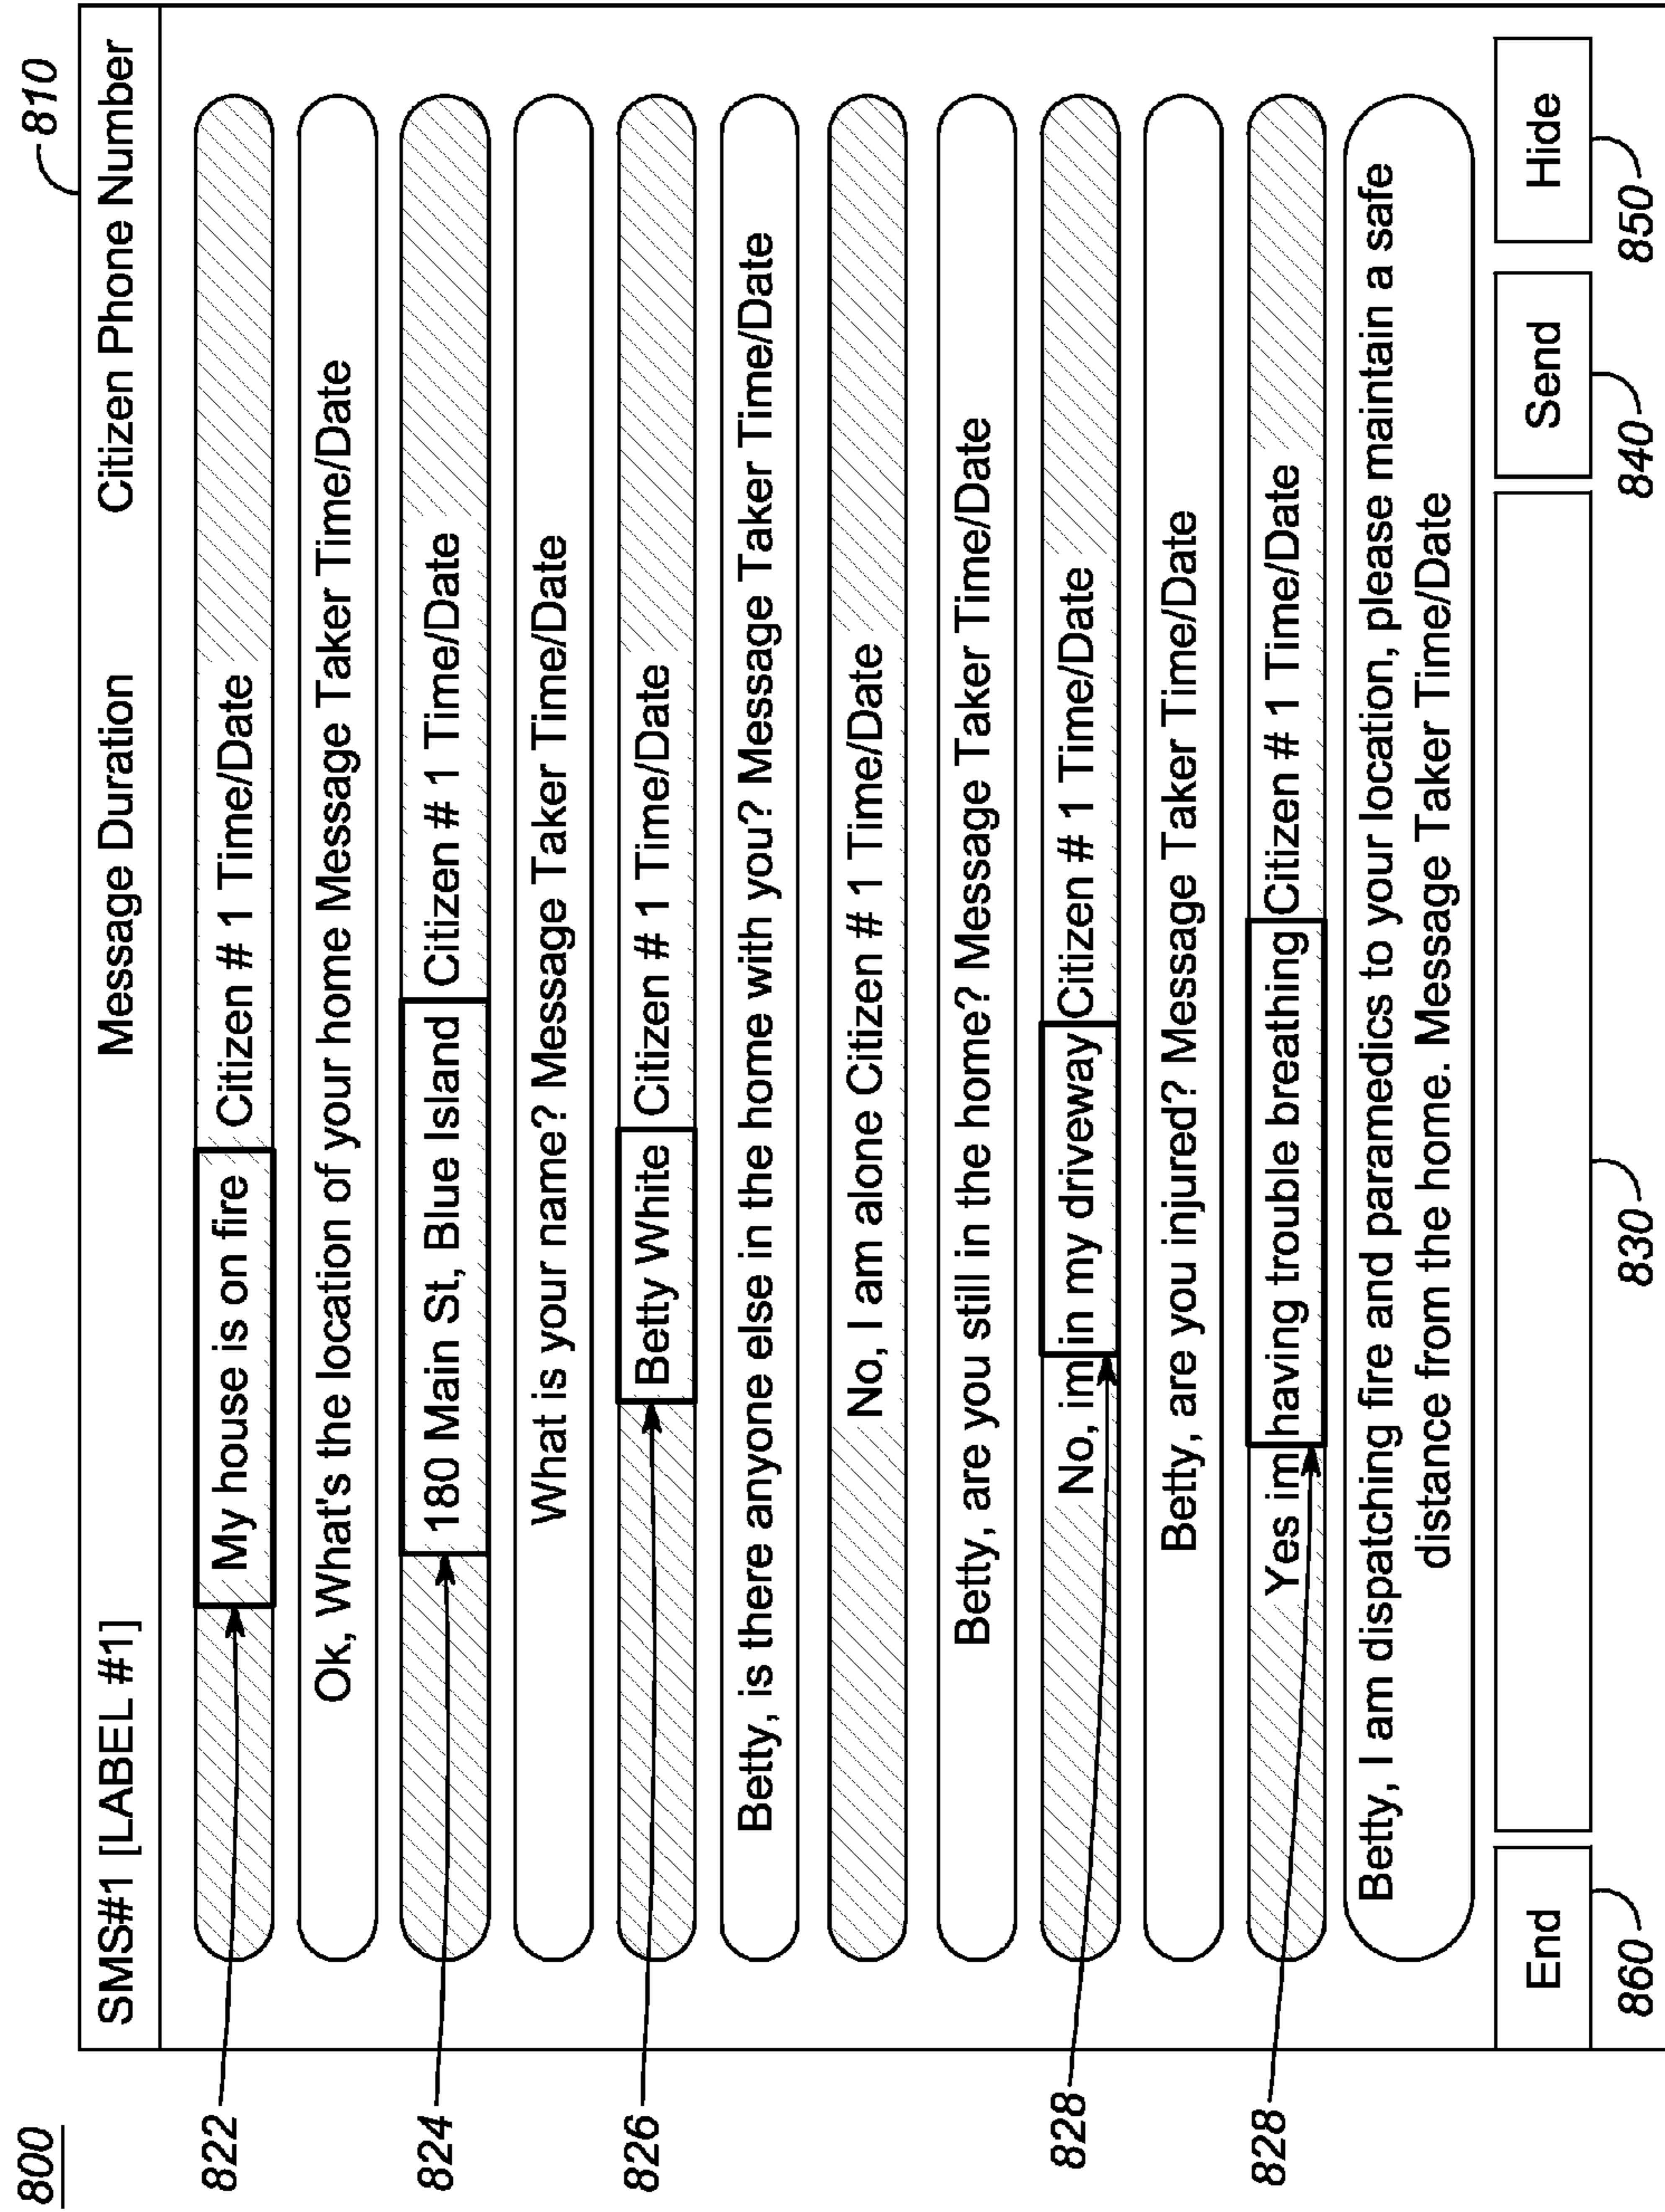 800
810
SMS#1 [LABEL #1] Message Duration Citizen Phone Number
822 My house is on fire Citizen # 1 Time/Date
Ok, What's the location of your home Message Taker Time/Date
824 180 Main St, Blue Island Citizen # 1 Time/Date
What is your name? Message Taker Time/Date
826 Betty White Citizen # 1 Time/Date
Betty, is there anyone else in the home with you? Message Taker Time/Date
No, I am alone Citizen # 1 Time/Date
Betty, are you still in the home? Message Taker Time/Date
828 No, im in my driveway Citizen # 1 Time/Date
Betty, are you injured? Message Taker Time/Date
828 Yes im having trouble breathing Citizen # 1 Time/Date
Betty, I am dispatching fire and paramedics to your location, please maintain a safe
distance from the home. Message Taker Time/Date
End Send Hide
860 830 840 850